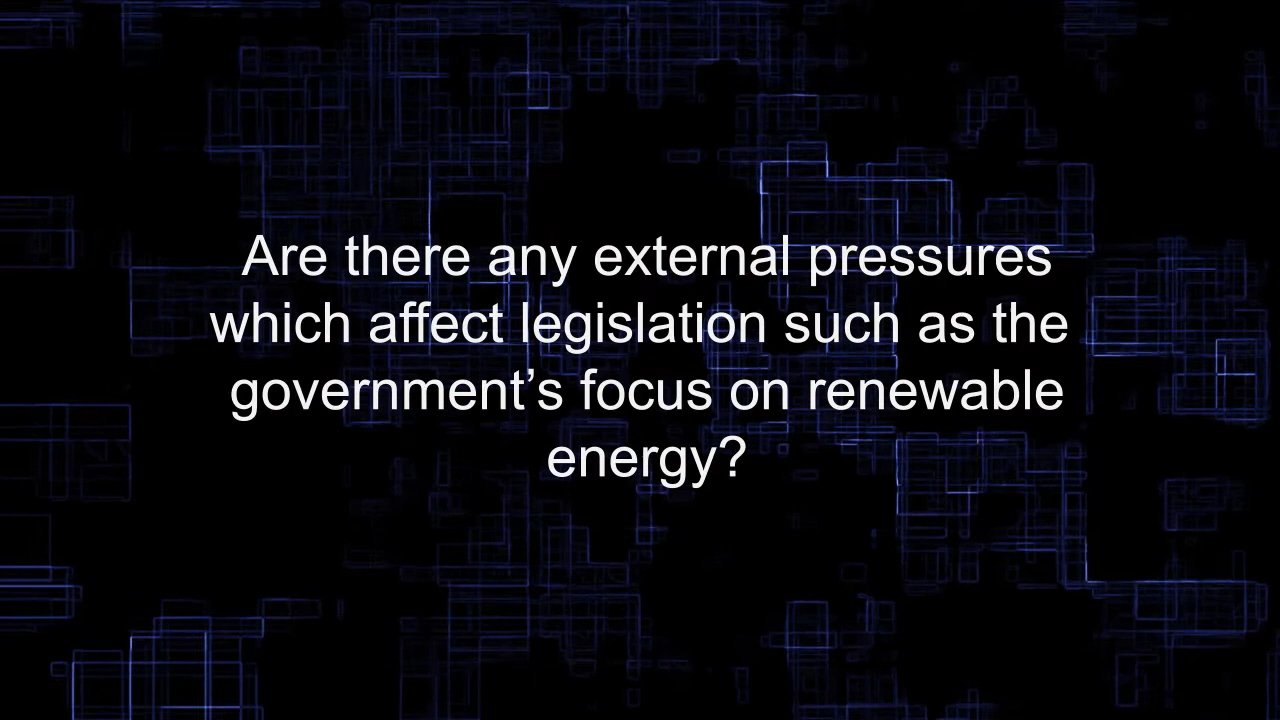 Are there any external pressures
which affect legislation such as the
government’s focus on renewable
energy?